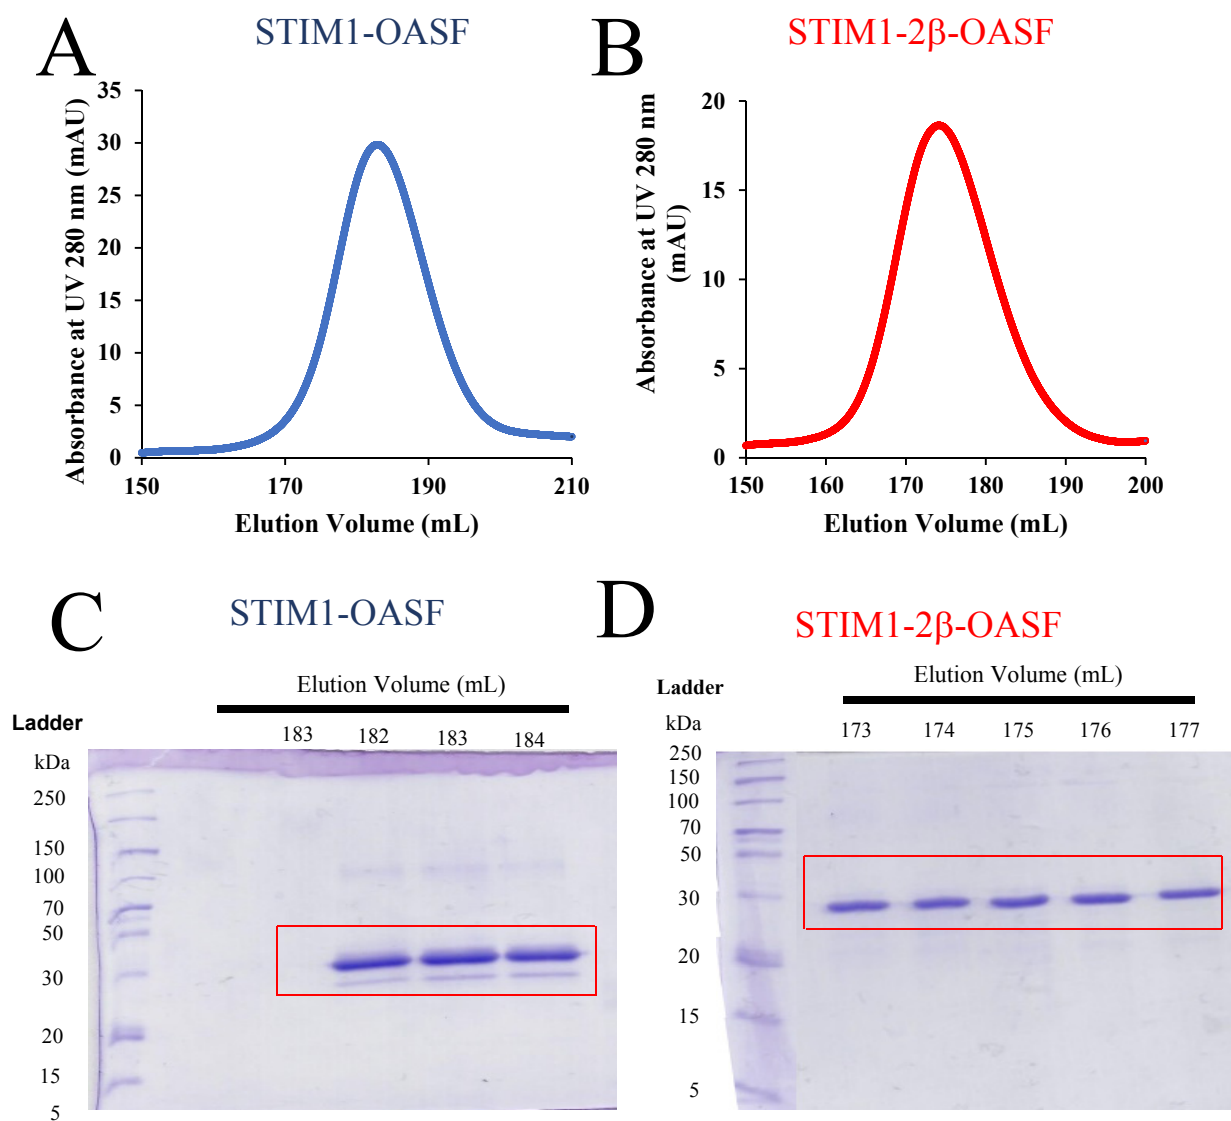 A
STIM1-OASF
Absorbance at UV 280 nm (mAU)
35
30
25
20
15
10
5
0
150 170 190 210
Elution Volume (mL)
B
STIM1-2β-OASF
Absorbance at UV 280 nm
(mAU)
20
15
10
5
0
150 160 170 180 190 200
Elution Volume (mL)
C
STIM1-OASF
Elution Volume (mL)
Ladder
183 182 183 184
kDa
250
150
100
70
50
30
20
15
5
D
STIM1-2β-OASF
Elution Volume (mL)
Ladder
kDa 173 174 175 176 177
250
150
100
70
50
30
20
15
5